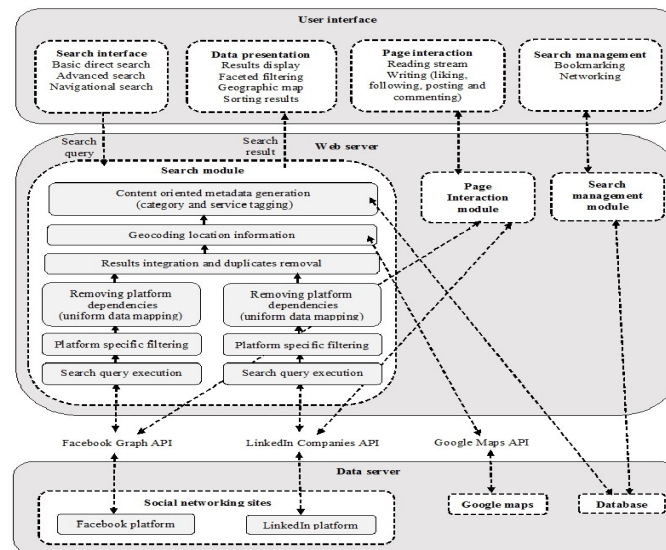 User interface
Search interface
Basic direct search
Advanced search
Navigational search
Data presentation
Results display
Faceted filtering
Geographic map
Sorting results
Page interaction
Reading stream
Writing (liking,
following, posting and
commenting)
Search management
Bookmarking
Networking
Search
query
Search
result
Web server
Search module
Content oriented metadata generation
(category and service tagging)
Geocoding location information
Results integration and duplicates removal
Removing platform
dependencies
(uniform data mapping)
Platform specific filtering
Search query execution
Removing platform
dependencies
(uniform data mapping)
Platform specific filtering
Search query execution
Page
Interaction
module
Search
management
module
Facebook Graph API
LinkedIn Companies API
Google Maps API
Data server
Social networking sites
Facebook platform
LinkedIn platform
Google maps
Database